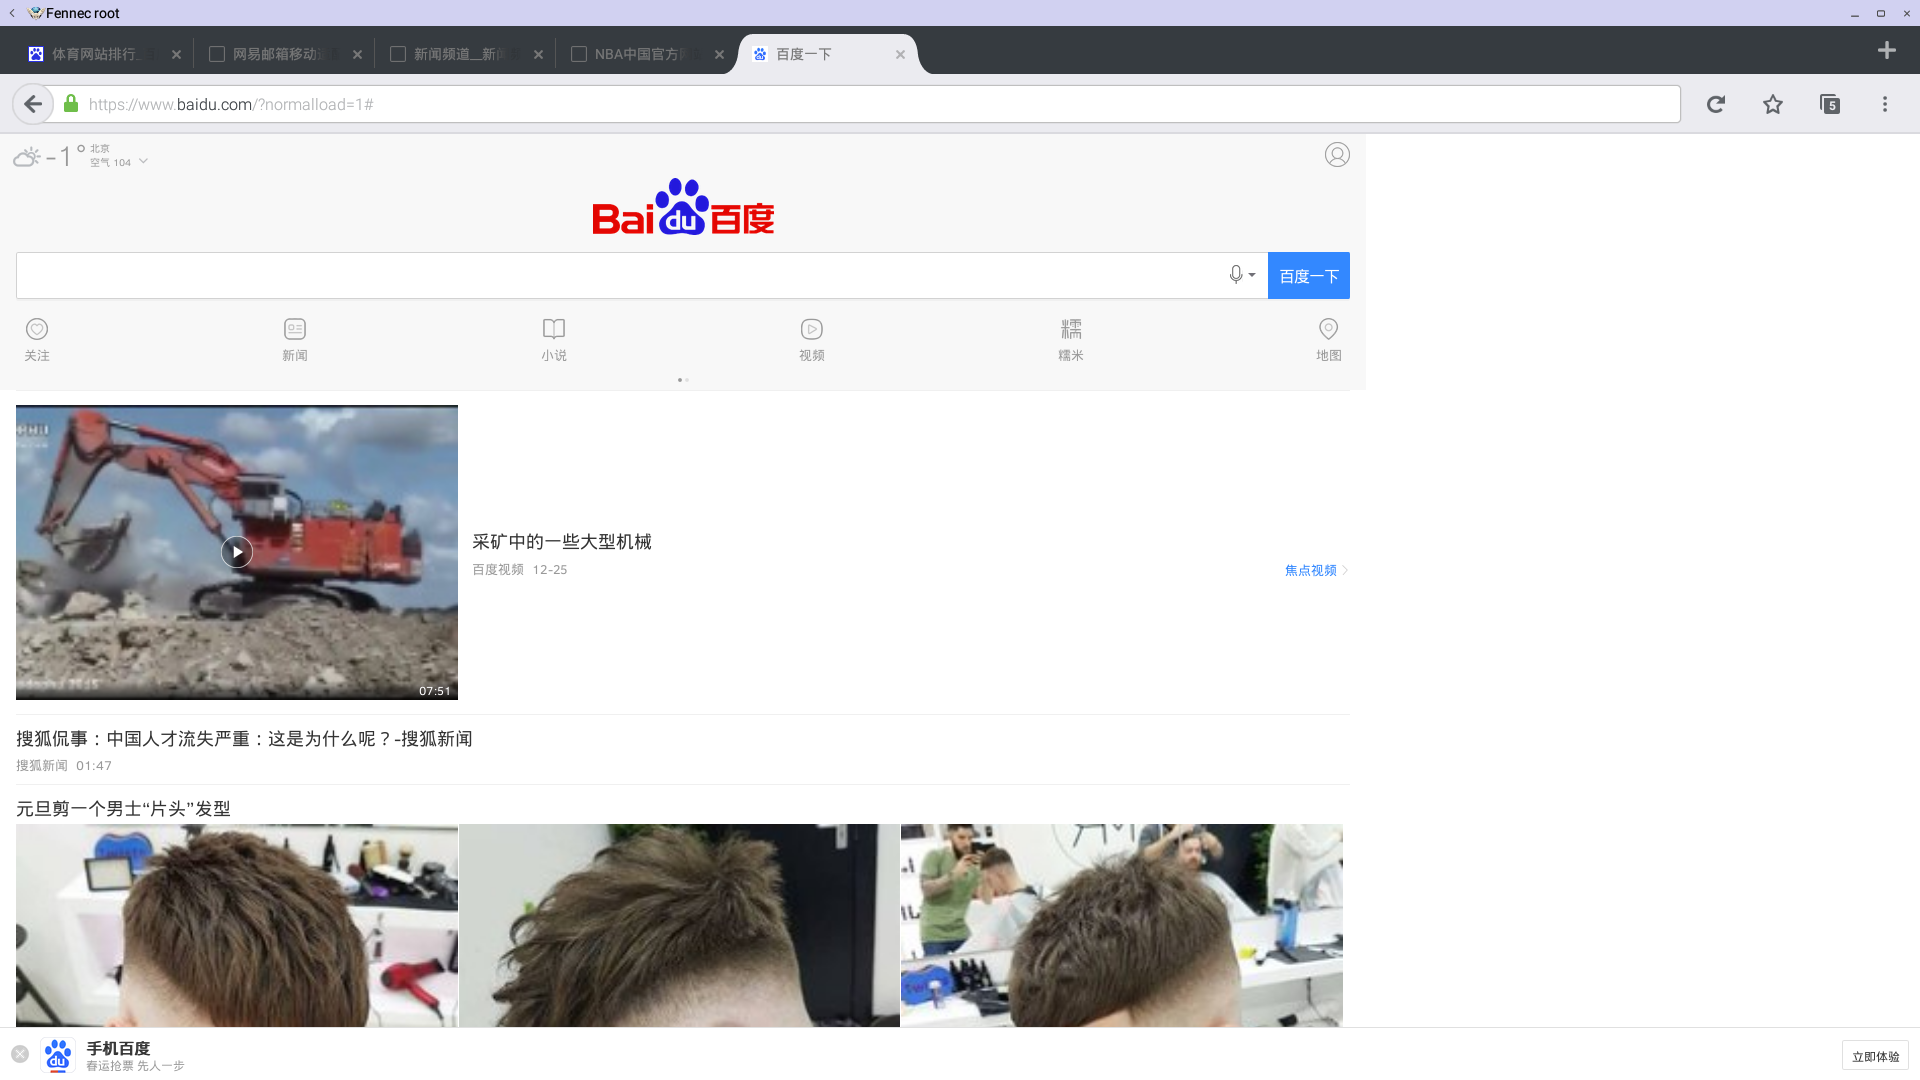 Fennec root
体育网站排行_
网易邮箱移动
新闻频道__新
NBA中国官方
百度一下
https://www.baidu.com/?normalload=1#
5
-1°
北京
空气 104
Bai du 百度
百度一下
关注
新闻
小说
视频
糯
糯米
地图
采矿中的一些大型机械
百度视频 12-25
焦点视频
07:51
搜狐侃事：中国人才流失严重：这是为什么呢？-搜狐新闻
搜狐新闻 01:47
元旦剪一个男士“片头”发型
du
手机百度
春运抢票 先人一步
立即体验